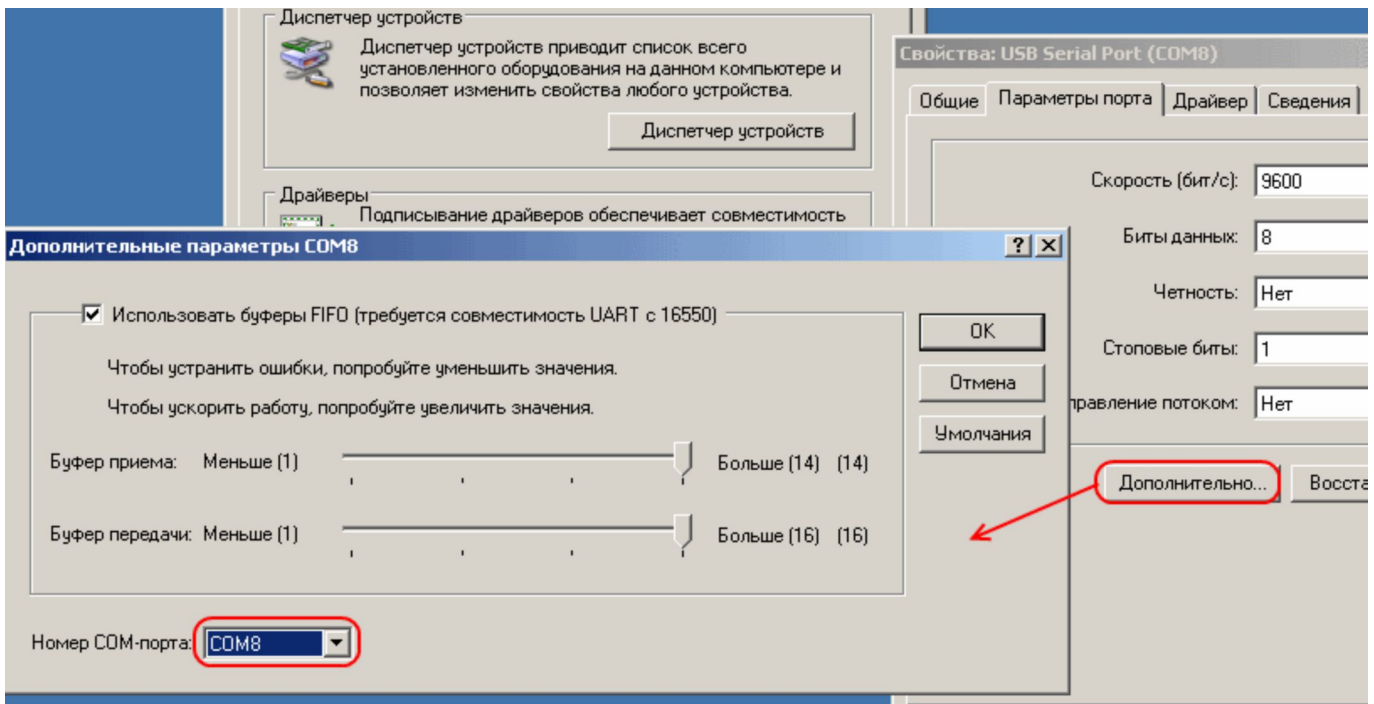 Диспетчер устройств
Диспетчер устройств приводит список всего
установленного оборудования на данном компьютере и
позволяет изменить свойства любого устройства.
Диспетчер устройств
Драйверы
Подписывание драйверов обеспечивает совместимость
Свойства: USB Serial Port (COM8)
Общие Параметры порта Драйвер Сведения
Скорость (бит/с): 9600
Биты данных: 8
Четность: Нет
Стоповые биты: 1
правление потоком: Нет
Дополнительно... Восста
Дополнительные параметры COM8
Использовать буферы FIFO (требуется совместимость UART с 16550)
Чтобы устранить ошибки, попробуйте уменьшить значения.
Чтобы ускорить работу, попробуйте увеличить значения.
Буфер приема: Меньше (1) Больше (14) (14)
Буфер передачи: Меньше (1) Больше (16) (16)
OK
Отмена
Умолчания
Номер COM-порта: COM8